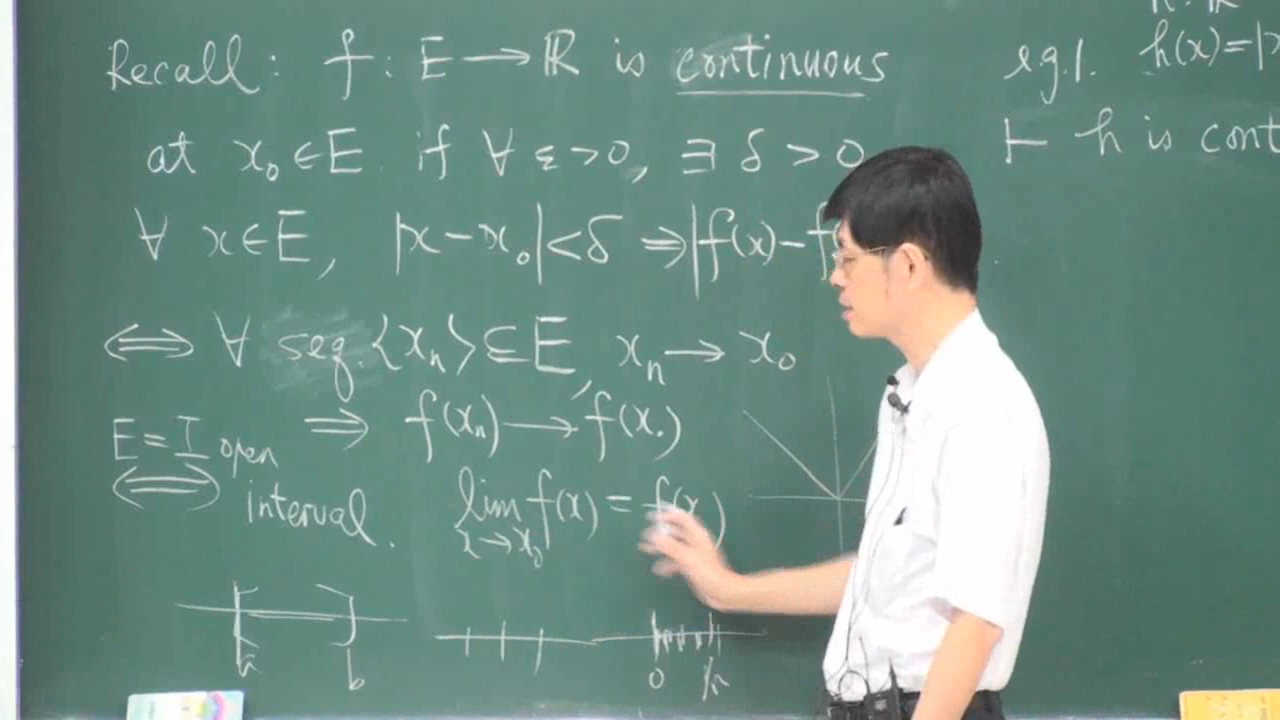 Recall: f: E → ℝ is continuous
at x₀ ∈ E if ∀ ε > 0, ∃ δ > 0
∀ x ∈ E, |x - x₀| < δ ⇒ |f(x) - f
⇔ ∀ seq. ⟨xₙ⟩ ⊆ E, xₙ → x₀
⇒ f(xₙ) → f(x₀)
E = I open
⇔ interval. lim f(x) = f(x₀)
x → x₀
a b
0 1/n
eg.1. h(x) = |x
⊢ h is cont